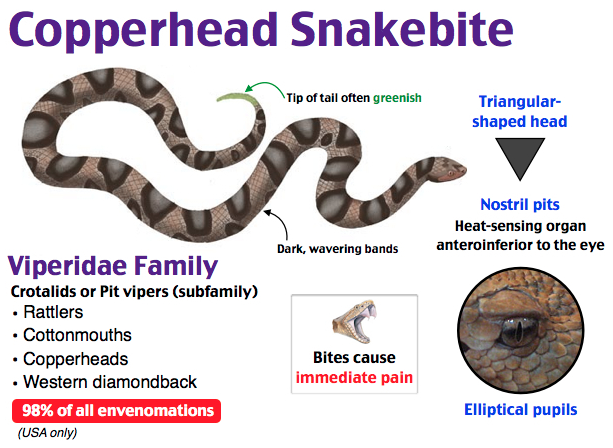 Copperhead Snakebite
Tip of tail often greenish
Triangular-
shaped head
Nostril pits
Heat-sensing organ
anteroinferior to the eye
Dark, wavering bands
Viperidae Family
Crotalids or Pit vipers (subfamily)
• Rattlers
• Cottonmouths
• Copperheads
• Western diamondback
98% of all envenomations
(USA only)
Bites cause
immediate pain
Elliptical pupils